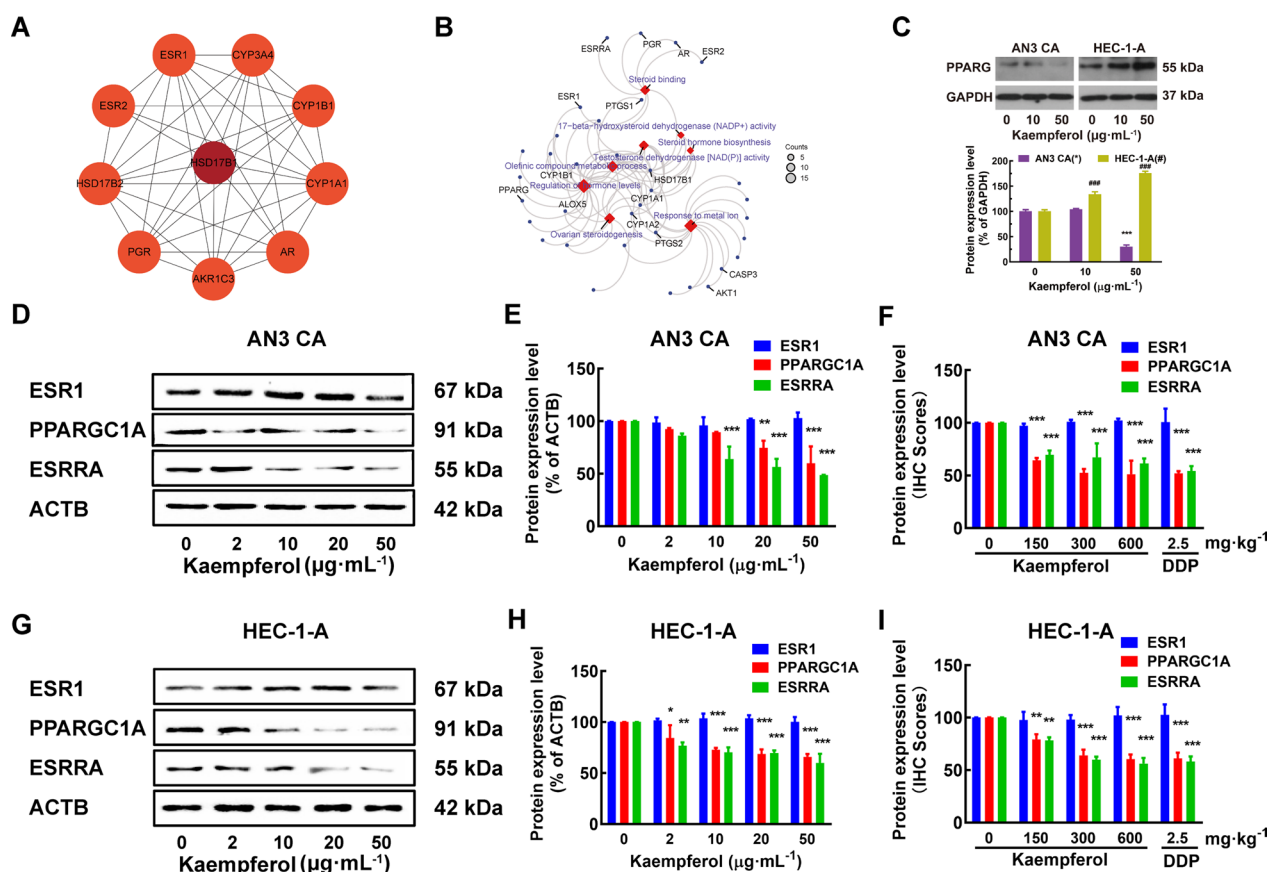 A
ESR1
CYP3A4
ESR2
CYP1B1
HSD17B1
HSD17B2
CYP1A1
PGR
AR
AKR1C3
B
ESRRA
PGR
AR
ESR2
Steroid binding
ESR1
PTGS1
17-beta-hydroxysteroid dehydrogenase (NADP+) activity
Steroid hormone biosynthesis
Testosterone dehydrogenase [NAD(P)] activity
Olefinic compound metabolic process
CYP1B1
HSD17B1
Regulation of hormone levels
PPARG
ALOX5
CYP1A1
Response to metal ion
CYP1A2
Ovarian steroidogenesis
PTGS2
CASP3
AKT1
Counts
5
10
15
C
AN3 CA HEC-1-A
PPARG 55 kDa
GAPDH 37 kDa
0 10 50 0 10 50
Kaempferol (μg·mL⁻¹)
AN3 CA(*) HEC-1-A(#)
Protein expression level
(% of GAPDH)
200
150
100
50
0
###
###
***
0 10 50
Kaempferol (μg·mL⁻¹)
D
AN3 CA
ESR1 67 kDa
PPARGC1A 91 kDa
ESRRA 55 kDa
ACTB 42 kDa
0 2 10 20 50
Kaempferol (μg·mL⁻¹)
E
AN3 CA
ESR1
PPARGC1A
ESRRA
Protein expression level
(% of ACTB)
150
100
50
0
*** ** *** *** ***
0 2 10 20 50
Kaempferol (μg·mL⁻¹)
F
AN3 CA
ESR1
PPARGC1A
ESRRA
Protein expression level
(IHC Scores)
150
100
50
0
*** *** *** *** *** *** *** ***
0 150 300 600 2.5 mg·kg⁻¹
Kaempferol DDP
G
HEC-1-A
ESR1 67 kDa
PPARGC1A 91 kDa
ESRRA 55 kDa
ACTB 42 kDa
0 2 10 20 50
Kaempferol (μg·mL⁻¹)
H
HEC-1-A
ESR1
PPARGC1A
ESRRA
Protein expression level
(% of ACTB)
150
100
50
0
* ** *** *** *** *** *** ***
0 2 10 20 50
Kaempferol (μg·mL⁻¹)
I
HEC-1-A
ESR1
PPARGC1A
ESRRA
Protein expression level
(IHC Scores)
150
100
50
0
** ** *** *** *** *** *** ***
0 150 300 600 2.5 mg·kg⁻¹
Kaempferol DDP